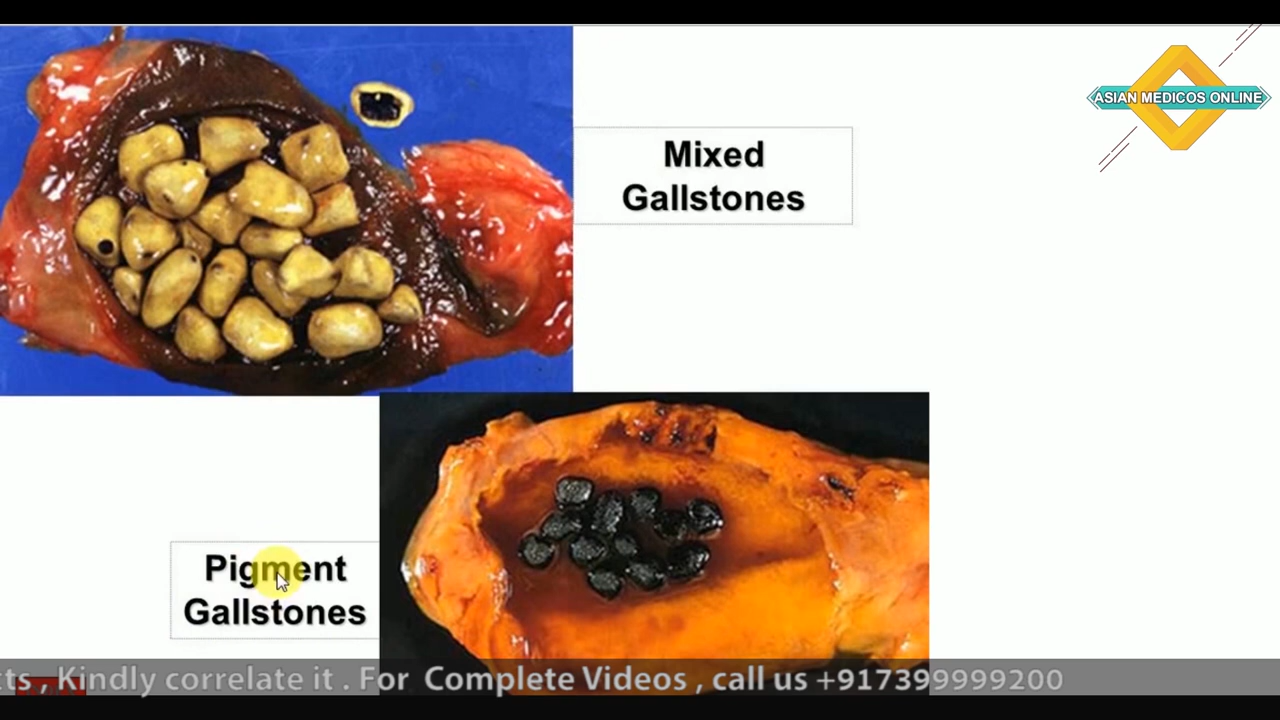 ASIAN MEDICOS ONLINE
Mixed
Gallstones
Pigment
Gallstones
, Kindly correlate it . For Complete Videos , call us +917399999200